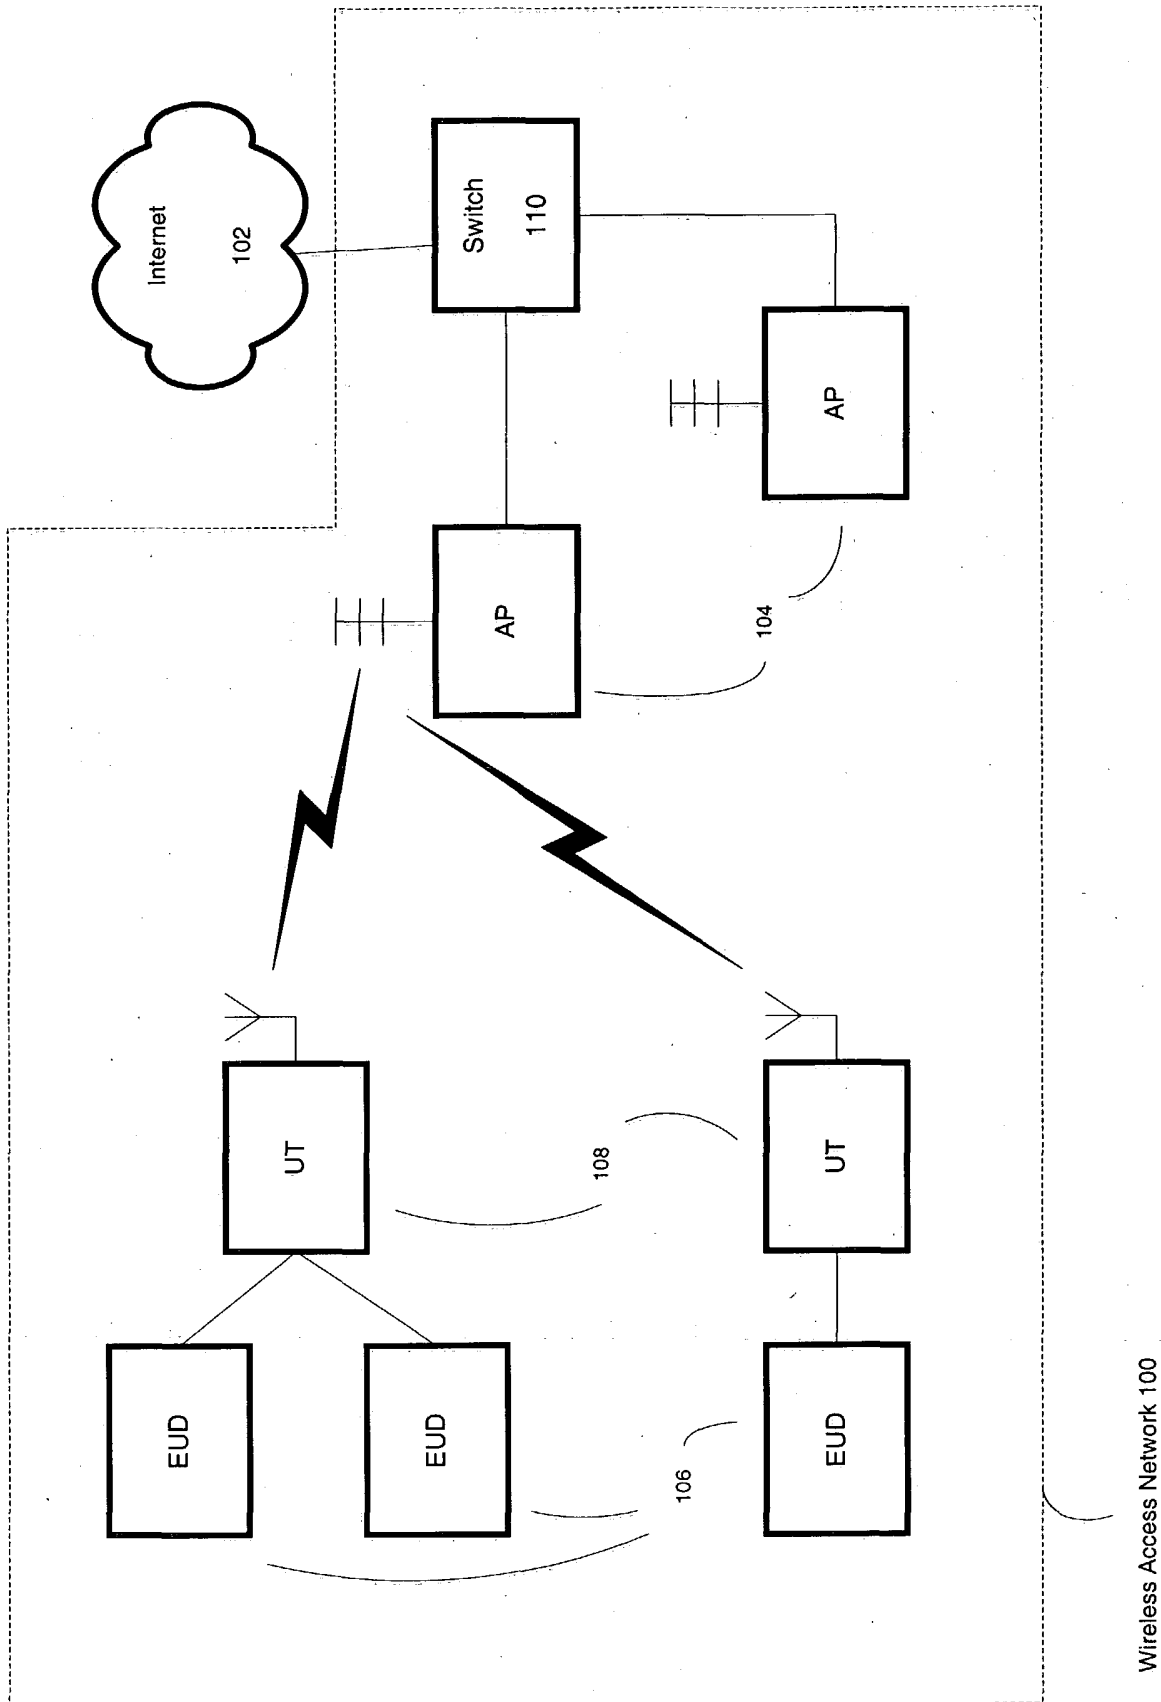 Internet
102
Switch
110
AP
AP
104
UT
UT
108
EUD
EUD
EUD
106
Wireless Access Network 100